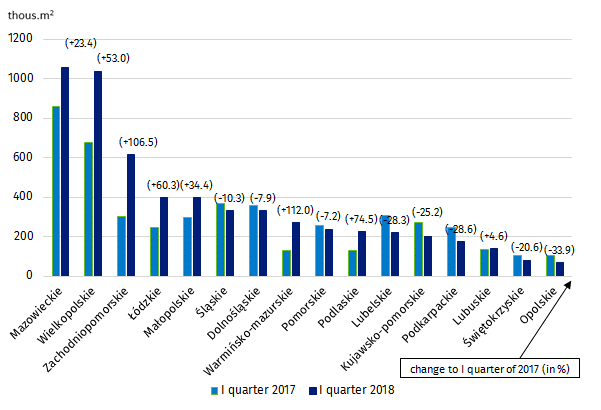 thous.m²
1200
1000
800
600
400
200
0
(+23.4)
(+53.0)
(+106.5)
(+60.3)
(+34.4)
(-10.3)
(-7.9)
(+112.0)
(-7.2)
(+74.5)
(-28.3)
(-25.2)
(-28.6)
(+4.6)
(-20.6)
(-33.9)
Mazowieckie
Wielkopolskie
Zachodniopomorskie
Łódzkie
Małopolskie
Śląskie
Dolnośląskie
Warmińsko-mazurskie
Pomorskie
Podlaskie
Lubelskie
Kujawsko-pomorskie
Podkarpackie
Lubuskie
Świętokrzyskie
Opolskie
change to I quarter of 2017 (in %)
I quarter 2017
I quarter 2018